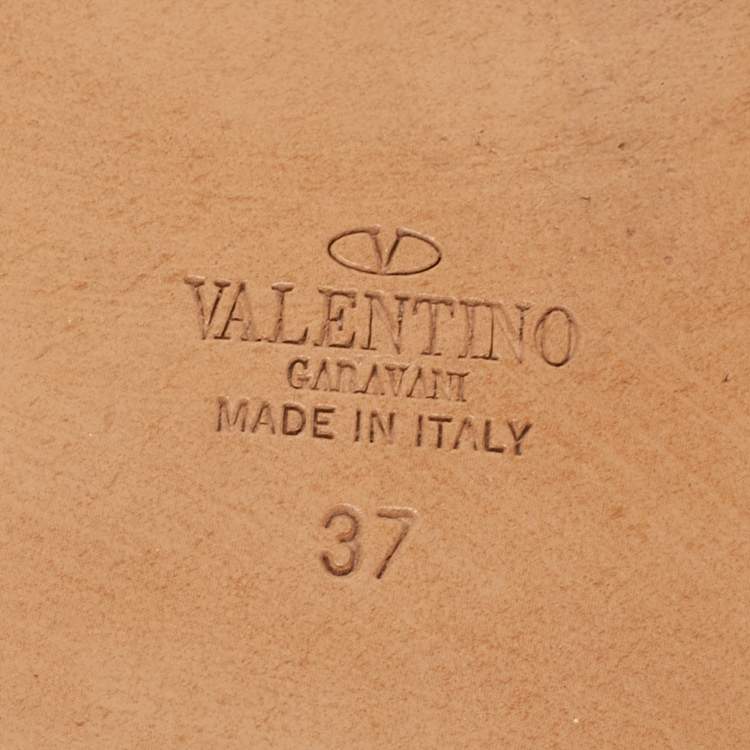 V
VALENTINO
GARAVANI
MADE IN ITALY
37